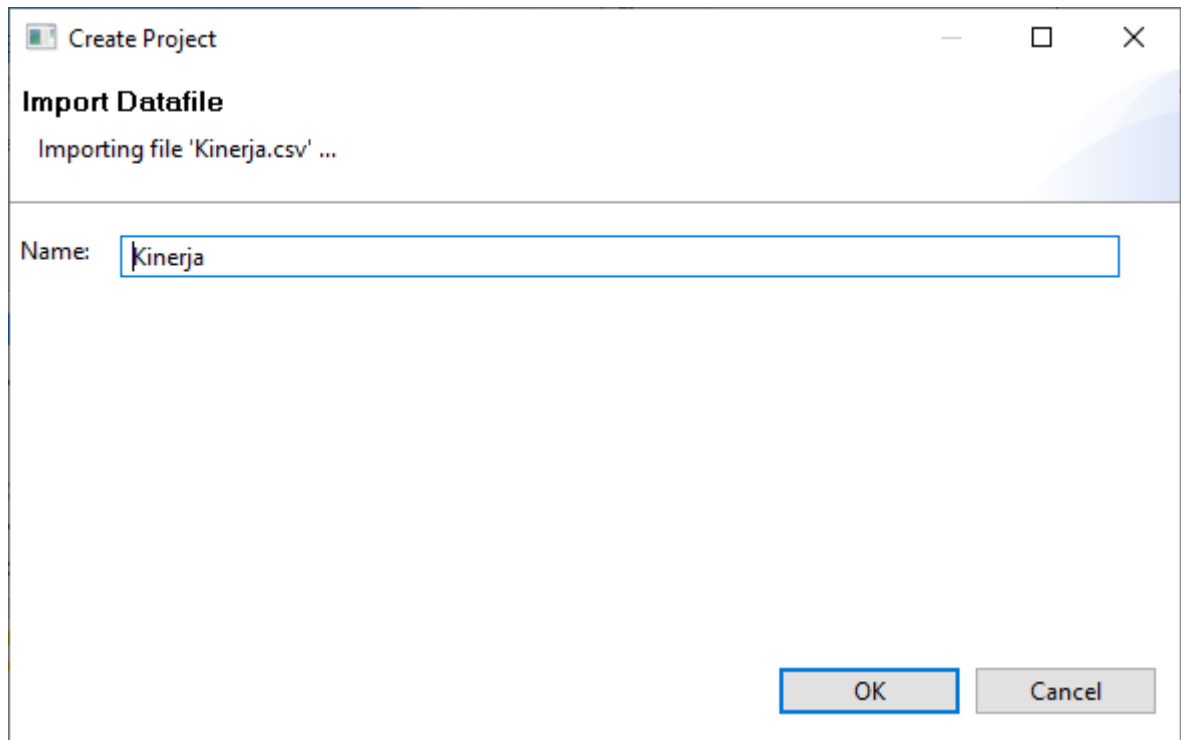 Create Project
Import Datafile
Importing file 'Kinerja.csv' ...
Name: Kinerja
OK Cancel